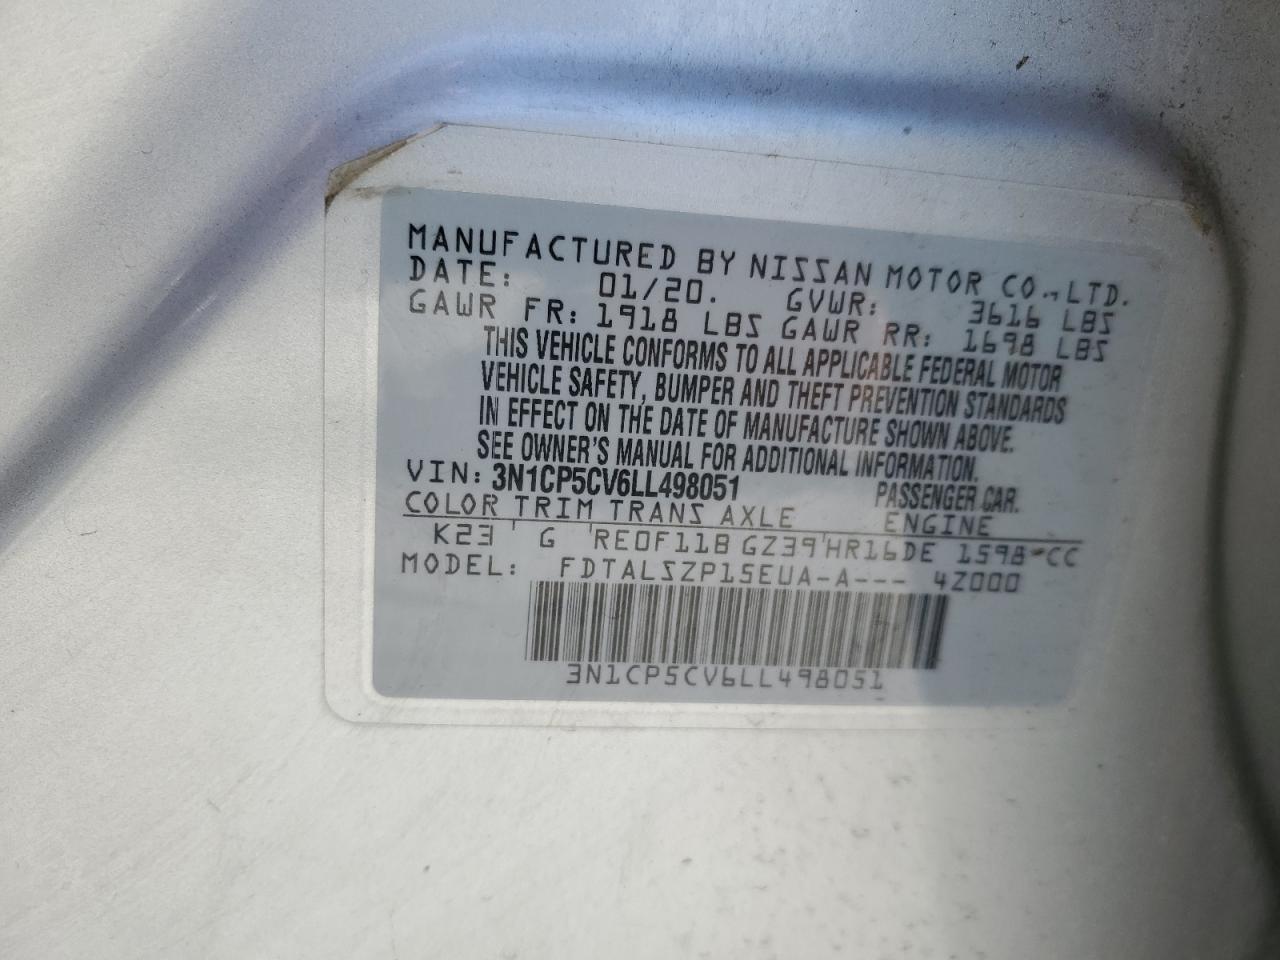 MANUFACTURED BY NISSAN MOTOR CO., LTD.
DATE: 01/20. GVWR: 3616 LBS
GAWR FR: 1918 LBS GAWR RR: 1698 LBS
THIS VEHICLE CONFORMS TO ALL APPLICABLE FEDERAL MOTOR
VEHICLE SAFETY, BUMPER AND THEFT PREVENTION STANDARDS
IN EFFECT ON THE DATE OF MANUFACTURE SHOWN ABOVE.
SEE OWNER'S MANUAL FOR ADDITIONAL INFORMATION.
VIN: 3N1CP5CV6LL498051 PASSENGER CAR.
COLOR TRIM TRANS AXLE ENGINE
K23 ' G 'RE0F11B GZ39'HR16DE 1598 CC
MODEL: FDTALSZP15EUA-A--- 4Z000
3N1CP5CV6LL498051